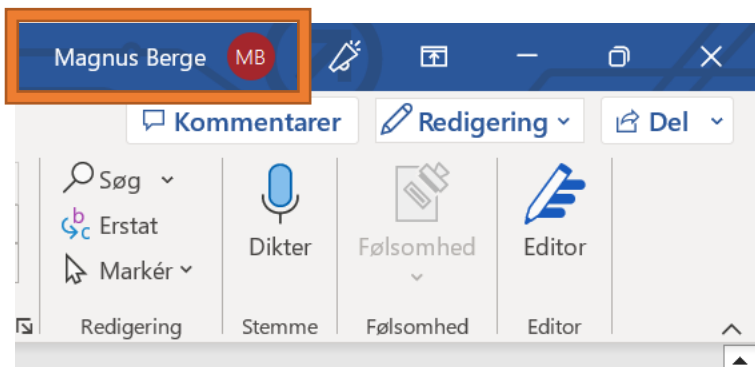 Magnus Berge MB
Kommentarer Redigering Del
Søg
b
c Erstat
Markér
Dikter
Følsomhed
Editor
Redigering Stemme Følsomhed Editor